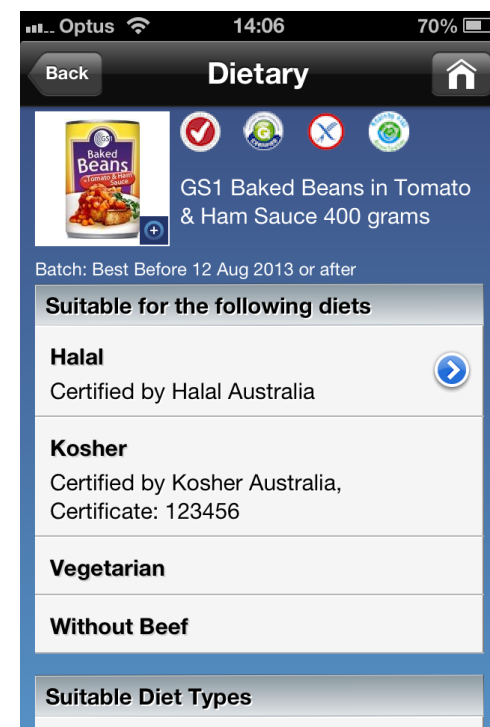 Optus
14:06
70%
Back
Dietary
GS1
Baked
Beans
in Tomato & Ham
Sauce
GS1 Baked Beans in Tomato
& Ham Sauce 400 grams
Batch: Best Before 12 Aug 2013 or after
Suitable for the following diets
Halal
Certified by Halal Australia
Kosher
Certified by Kosher Australia,
Certificate: 123456
Vegetarian
Without Beef
Suitable Diet Types